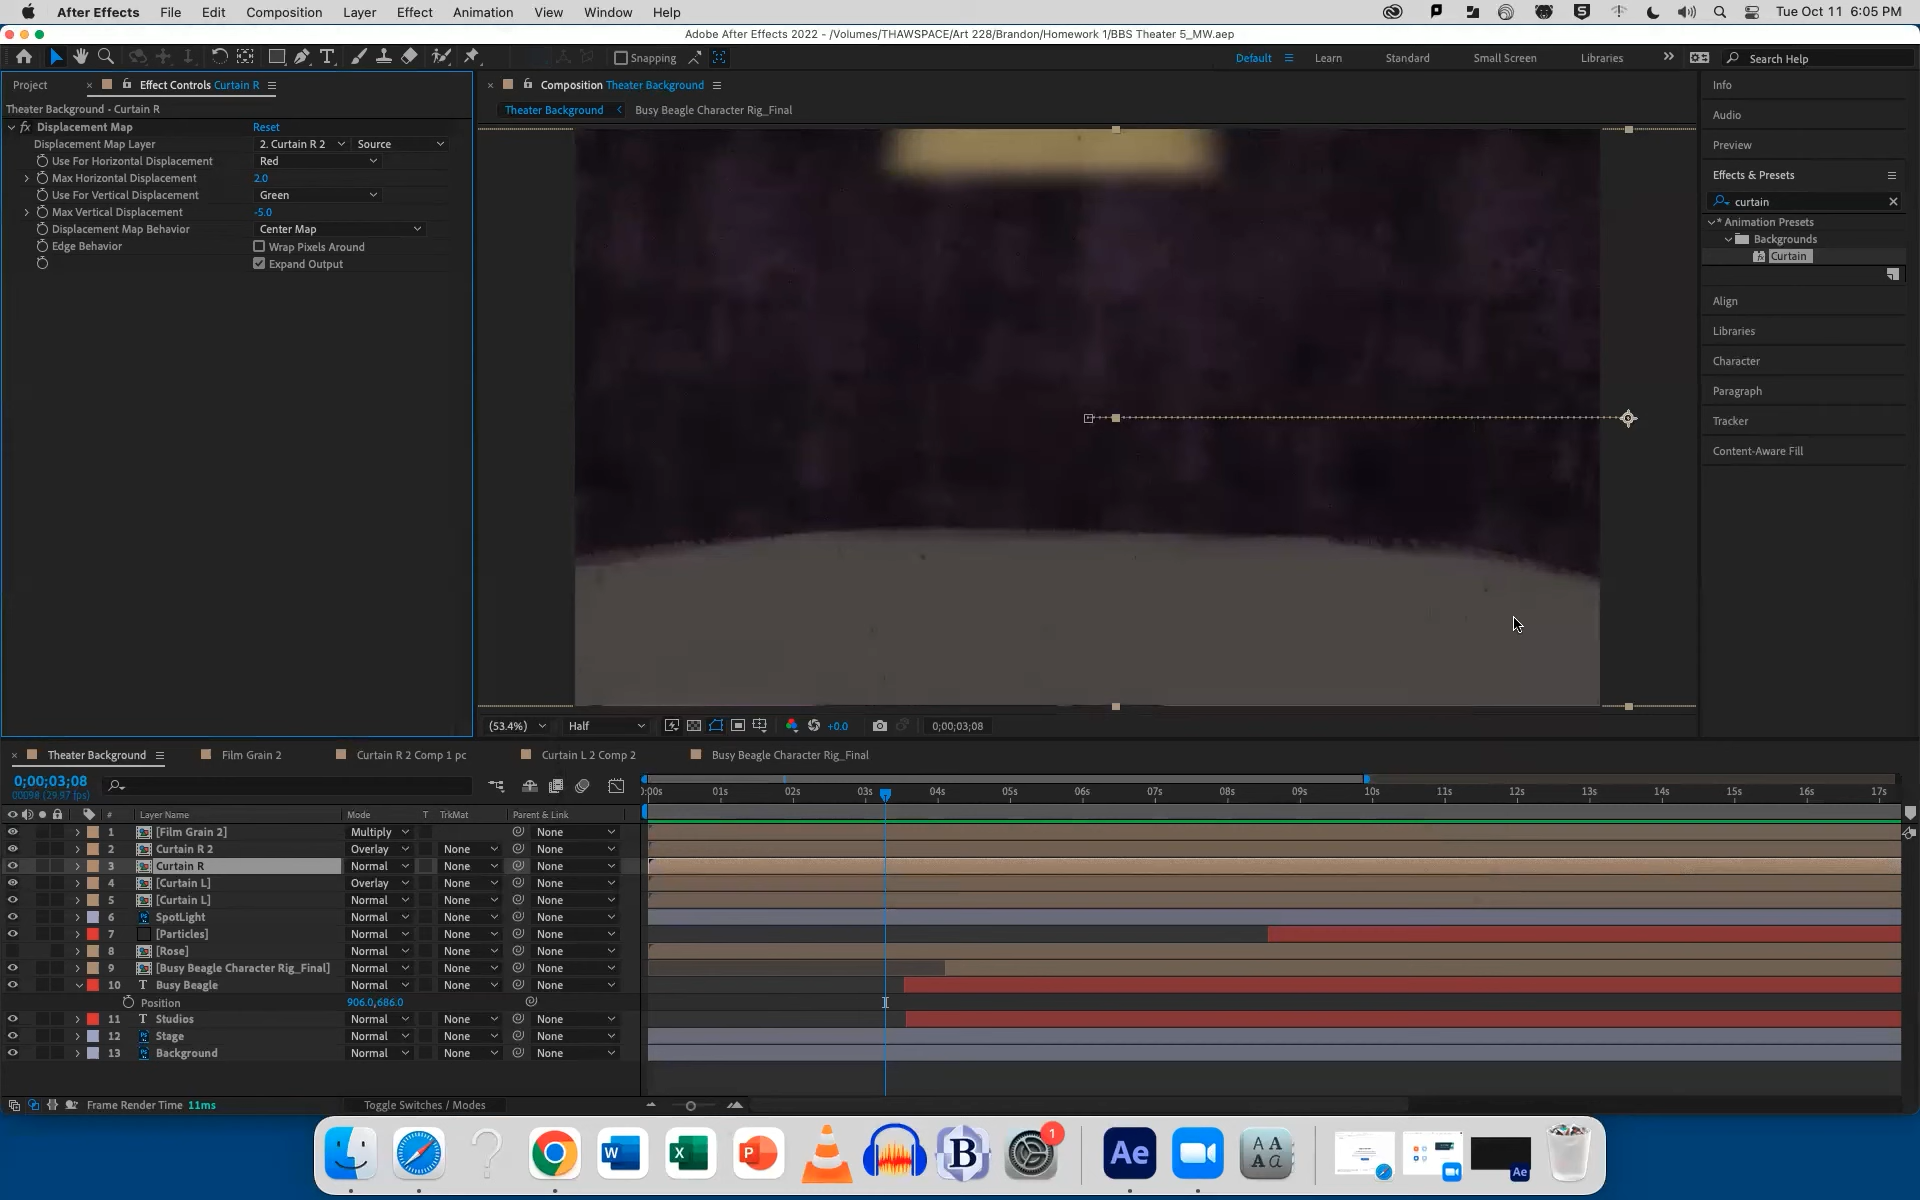 After Effects File Edit Composition Layer Effect Animation View Window Help Tue Oct 11 6:05 PM
Adobe After Effects 2022 - /Volumes/THAWSPACE/Art 228/Brandon/Homework 1/BBS Theater 5_MW.aep
Snapping Default Learn Standard Small Screen Libraries Search Help
Project Effect Controls Curtain R Composition Theater Background Info
Theater Background - Curtain R Theater Background Busy Beagle Character Rig_Final Audio
fx Displacement Map Reset
Displacement Map Layer 2. Curtain R 2 Source Preview
Use For Horizontal Displacement Red
Max Horizontal Displacement 2.0 Effects & Presets
Use For Vertical Displacement Green curtain
Max Vertical Displacement -5.0 * Animation Presets
Displacement Map Behavior Center Map Backgrounds
Edge Behavior Wrap Pixels Around Curtain
Expand Output
Align
Libraries
Character
Paragraph
Tracker
Content-Aware Fill
(53.4%) Half +0.0 0;00;03;08
Theater Background Film Grain 2 Curtain R 2 Comp 1 pc Curtain L 2 Comp 2 Busy Beagle Character Rig_Final
0;00;03;08
00098 (29.97 fps)
0:00s 01s 02s 03s 04s 05s 06s 07s 08s 09s 10s 11s 12s 13s 14s 15s 16s 17s
# Layer Name Mode T TrkMat Parent & Link
1 [Film Grain 2] Multiply None
2 Curtain R 2 Overlay None None
3 Curtain R Normal None None
4 [Curtain L] Overlay None None
5 [Curtain L] Normal None None
6 SpotLight Normal None None
7 [Particles] Normal None None
8 [Rose] Normal None None
9 [Busy Beagle Character Rig_Final] Normal None None
10 T Busy Beagle Normal None None
Position 906.0,686.0
11 T Studios Normal None None
12 Stage Normal None None
13 Background Normal None None
Frame Render Time 11ms Toggle Switches / Modes
? W X P B 1 Ae A A A a Ae